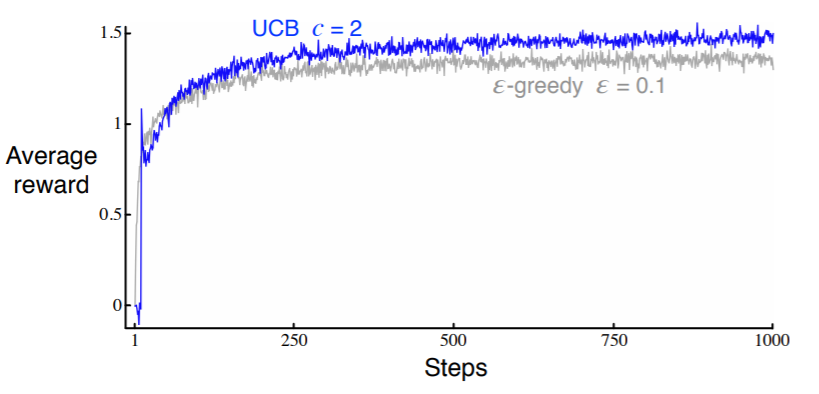 1.5
UCB c = 2
ε-greedy ε = 0.1
1
Average
reward
0.5
0
1 250 500 750 1000
Steps